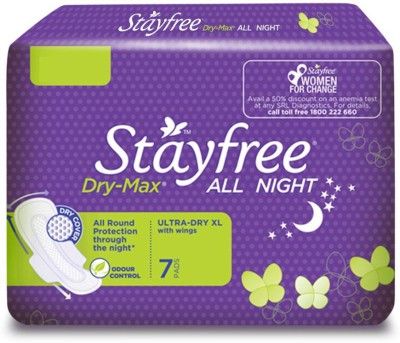 Stayfree Dry-Max® ALL NIGHT
Stayfree
WOMEN
FOR CHANGE
Avail a 50% discount on an anemia test
at any SRL Diagnostics. For details,
call toll free 1800 222 660
Stayfree®
Dry-Max® ALL NIGHT
DRY COVER
All Round
Protection
through
the night*
ODOUR
CONTROL
ULTRA-DRY XL
with wings
7 PADS